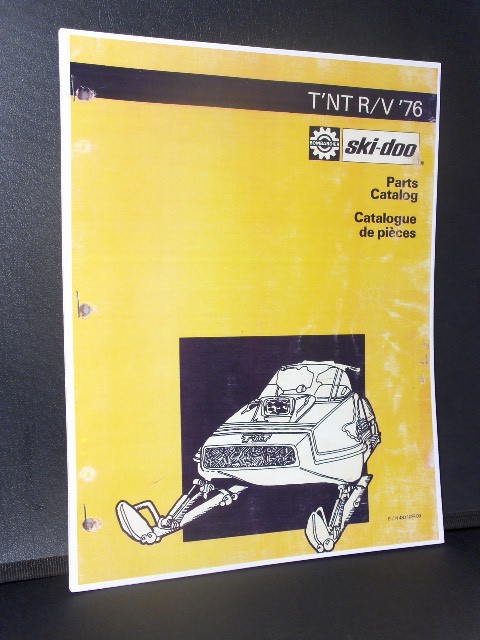 T'NT R/V '76
BOMBARDIER
ski-doo
Parts
Catalog
Catalogue
de pièces
T'NT